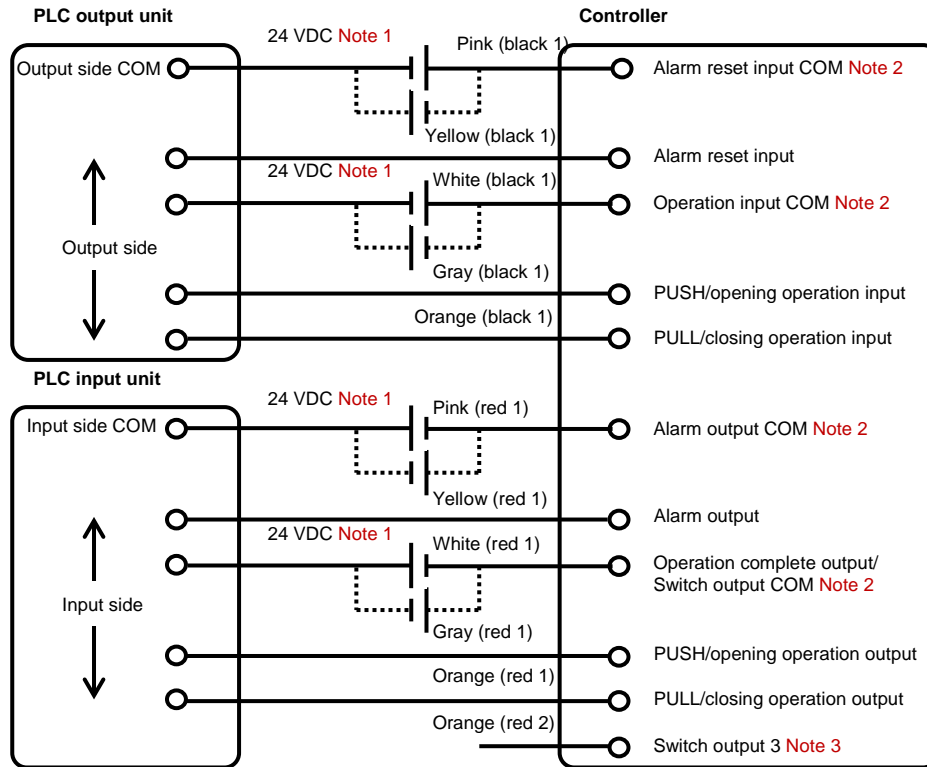 PLC output unit
Controller
24 VDC Note 1
Pink (black 1)
Output side COM
Alarm reset input COM Note 2
Yellow (black 1)
Alarm reset input
24 VDC Note 1
White (black 1)
Operation input COM Note 2
Output side
Gray (black 1)
PUSH/opening operation input
Orange (black 1)
PULL/closing operation input
PLC input unit
24 VDC Note 1
Pink (red 1)
Input side COM
Alarm output COM Note 2
Yellow (red 1)
Alarm output
24 VDC Note 1
White (red 1)
Operation complete output/
Switch output COM Note 2
Input side
Gray (red 1)
PUSH/opening operation output
Orange (red 1)
PULL/closing operation output
Orange (red 2)
Switch output 3 Note 3